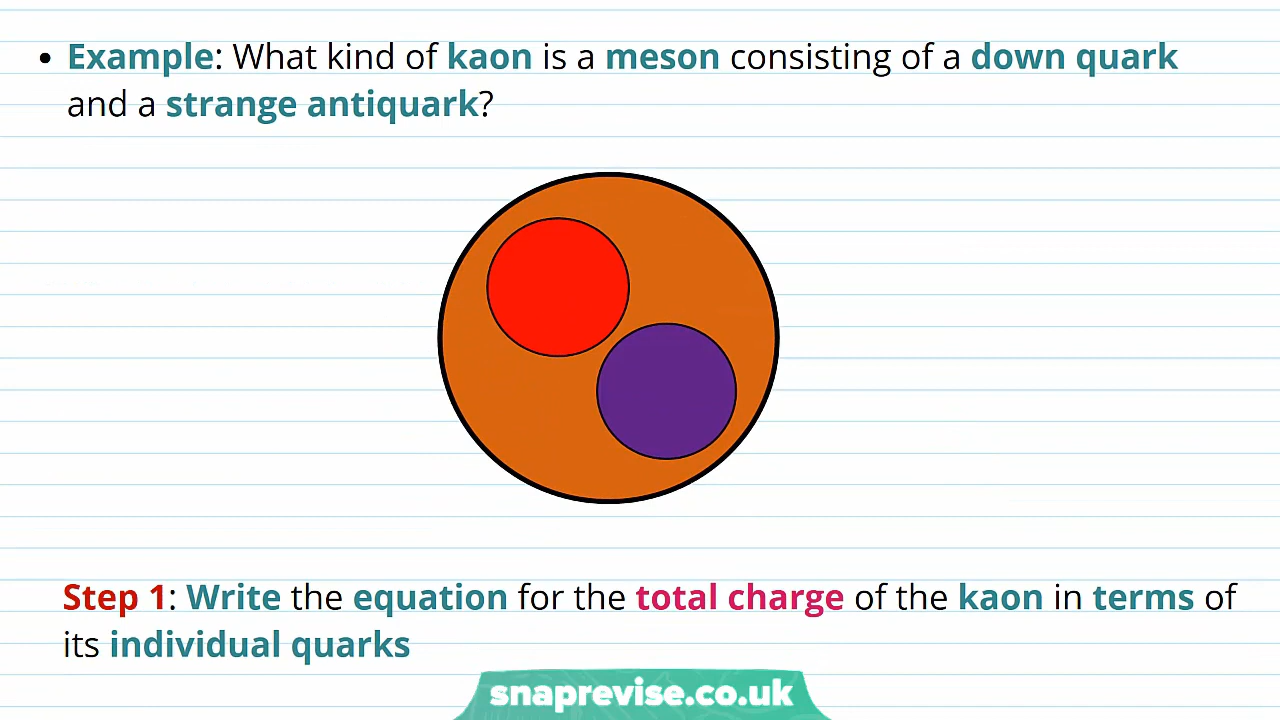 • Example: What kind of kaon is a meson consisting of a down quark
and a strange antiquark?
Step 1: Write the equation for the total charge of the kaon in terms of
its individual quarks
snaprevise.co.uk